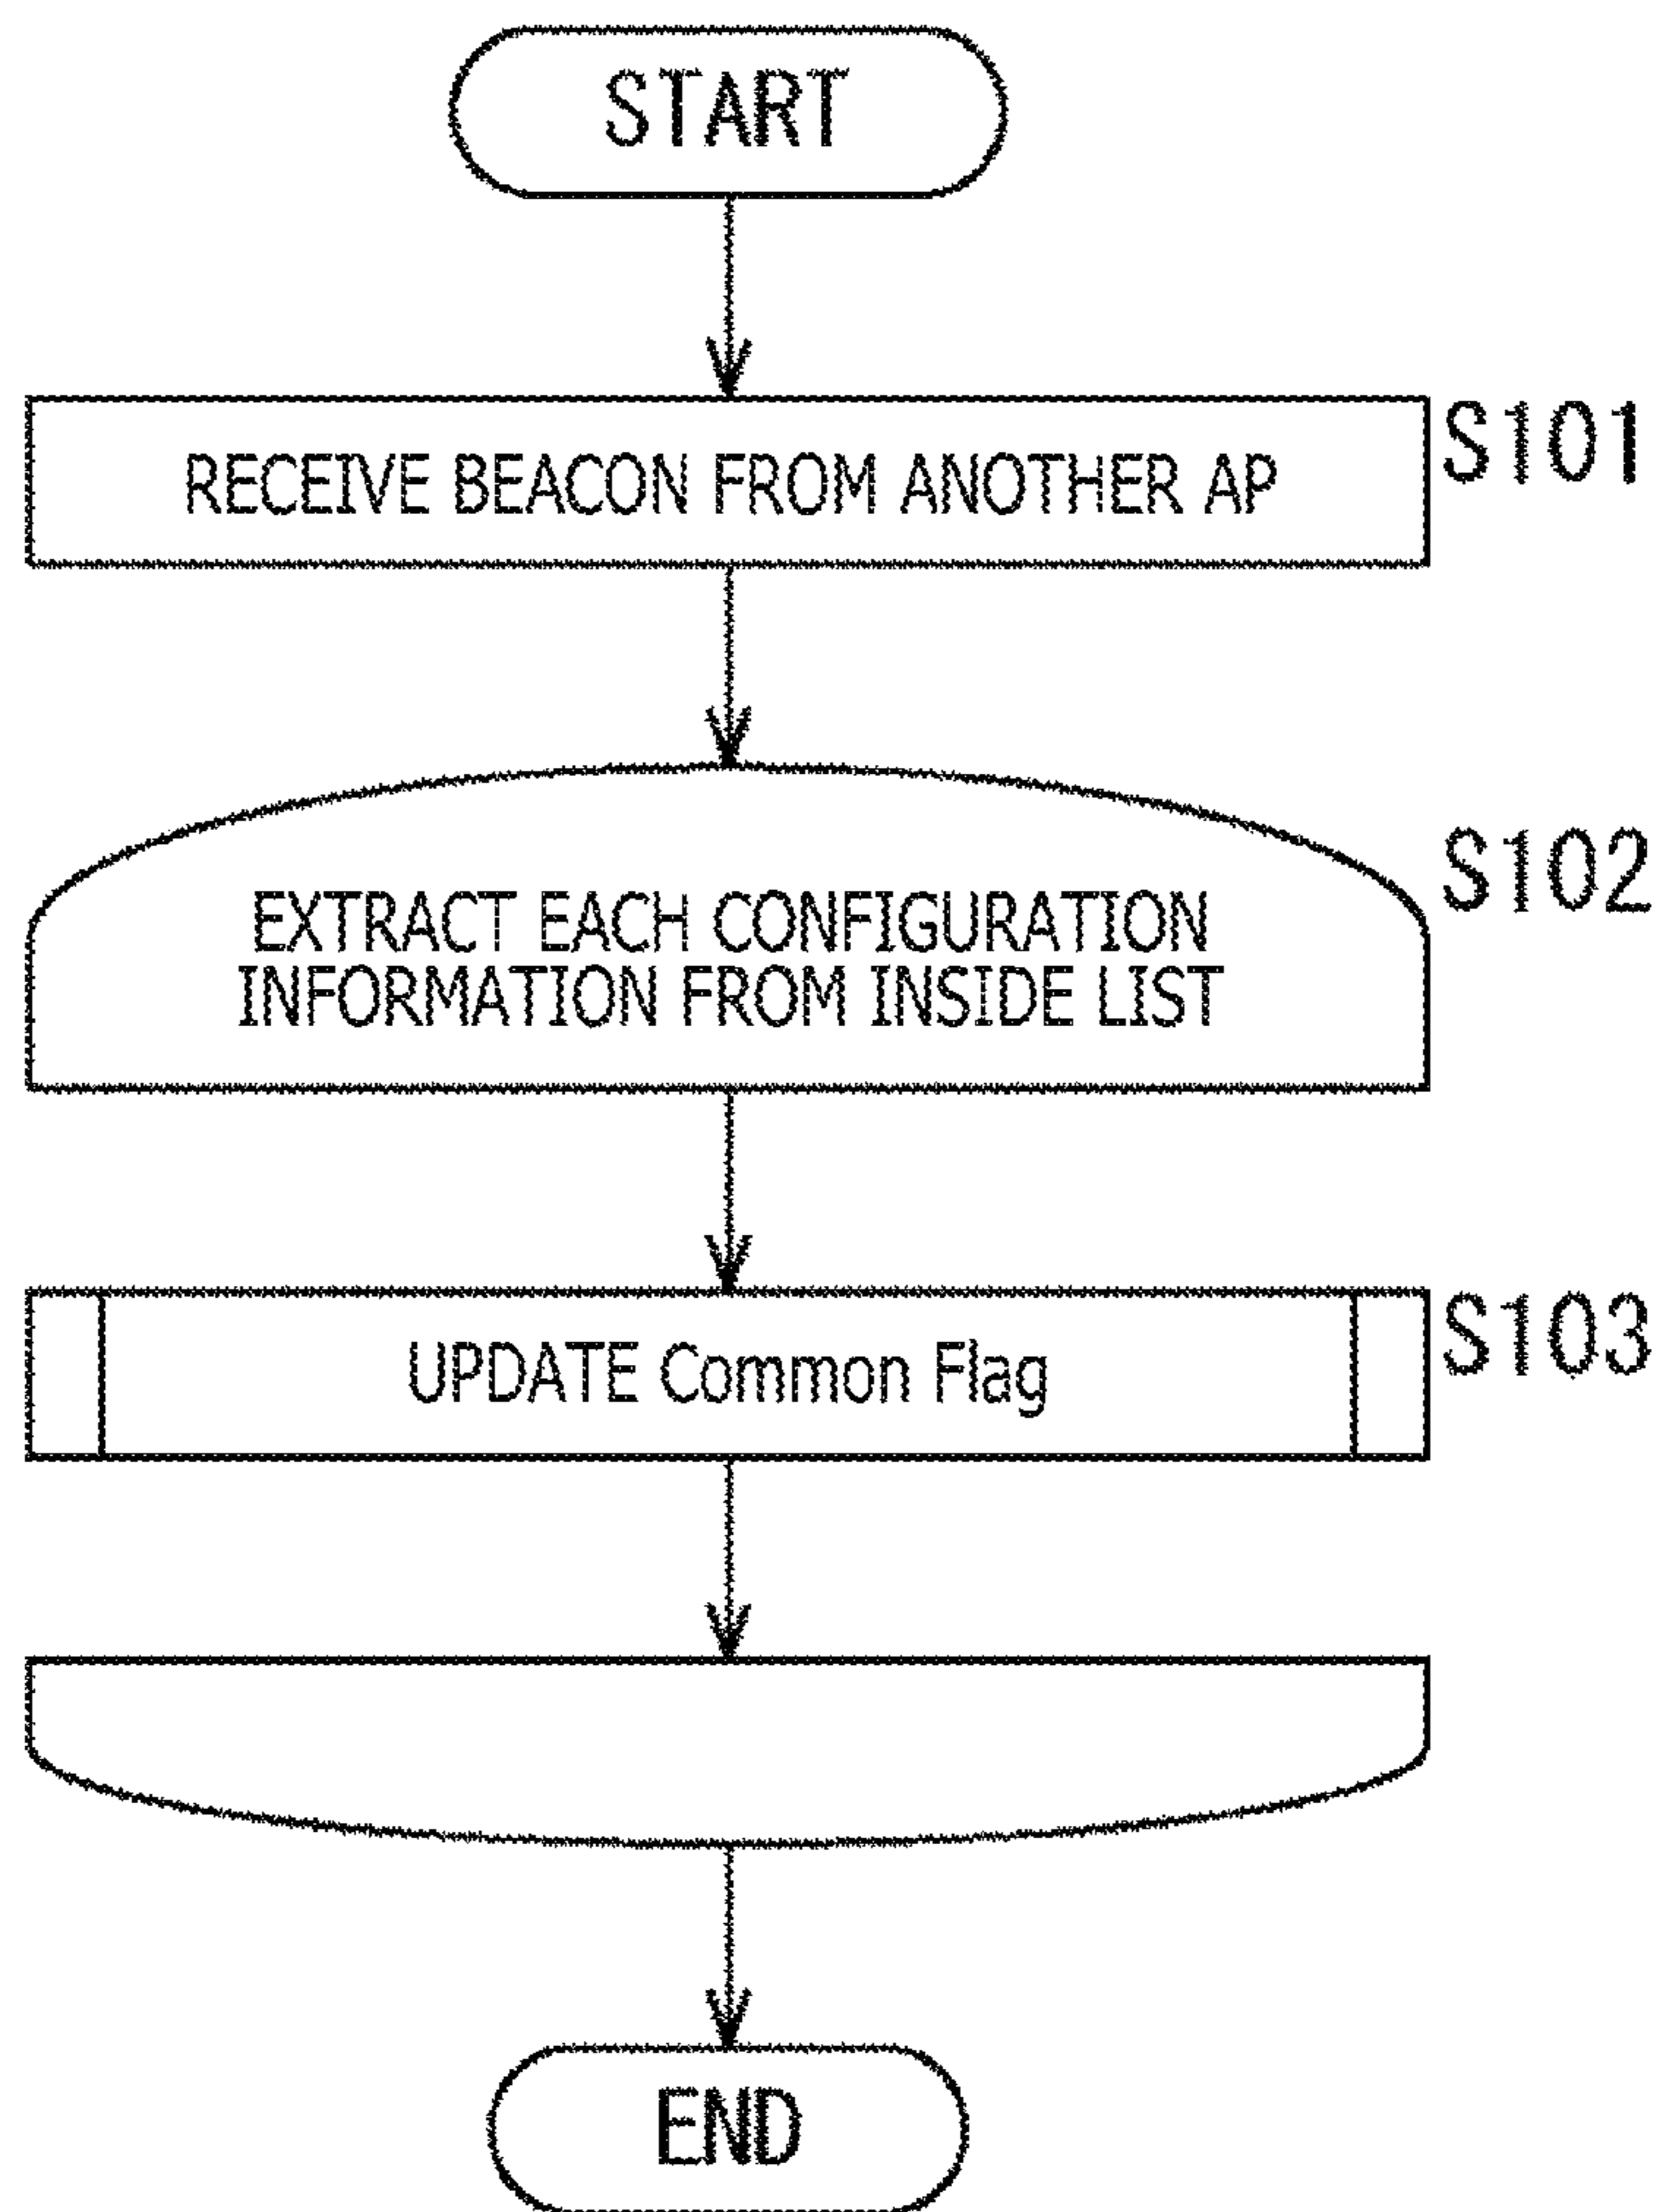 START
RECEIVE BEACON FROM ANOTHER AP
S101
EXTRACT EACH CONFIGURATION
INFORMATION FROM INSIDE LIST
S102
UPDATE Common Flag
S103
END